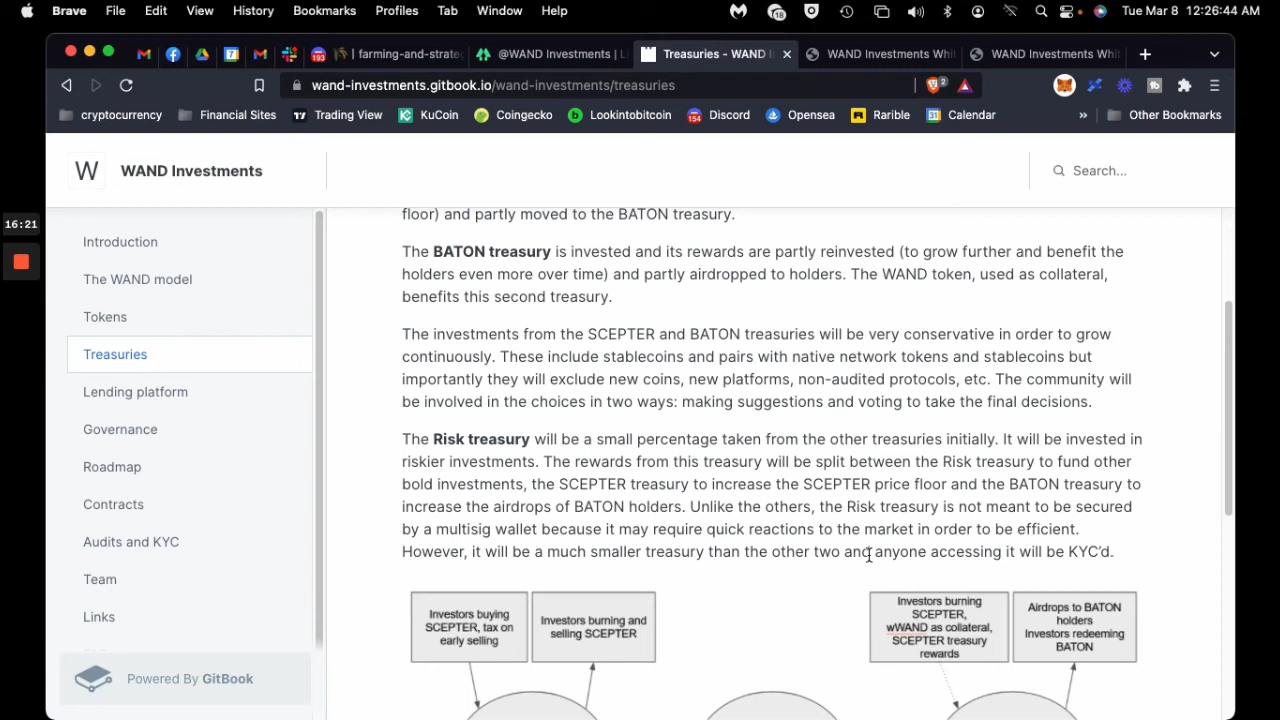 Brave File Edit View History Bookmarks Profiles Tab Window Help 18 Tue Mar 8 12:26:44 AM
7 193 | farming-and-strate @WAND Investments | L Treasuries - WAND I WAND Investments Whit WAND Investments Whit
wand-investments.gitbook.io/wand-investments/treasuries 2
cryptocurrency Financial Sites Trading View KuCoin Coingecko Lookintobitcoin 154 Discord Opensea Rarible 31 Calendar » Other Bookmarks
W WAND Investments Search...
16:21
Introduction
The WAND model
Tokens
Treasuries
Lending platform
Governance
Roadmap
Contracts
Audits and KYC
Team
Links
Powered By GitBook
floor) and partly moved to the BATON treasury.
The BATON treasury is invested and its rewards are partly reinvested (to grow further and benefit the
holders even more over time) and partly airdropped to holders. The WAND token, used as collateral,
benefits this second treasury.
The investments from the SCEPTER and BATON treasuries will be very conservative in order to grow
continuously. These include stablecoins and pairs with native network tokens and stablecoins but
importantly they will exclude new coins, new platforms, non-audited protocols, etc. The community will
be involved in the choices in two ways: making suggestions and voting to take the final decisions.
The Risk treasury will be a small percentage taken from the other treasuries initially. It will be invested in
riskier investments. The rewards from this treasury will be split between the Risk treasury to fund other
bold investments, the SCEPTER treasury to increase the SCEPTER price floor and the BATON treasury to
increase the airdrops of BATON holders. Unlike the others, the Risk treasury is not meant to be secured
by a multisig wallet because it may require quick reactions to the market in order to be efficient.
However, it will be a much smaller treasury than the other two and anyone accessing it will be KYC'd.
Investors buying
SCEPTER, tax on
early selling
Investors burning and
selling SCEPTER
Investors burning
SCEPTER,
wWAND as collateral,
SCEPTER treasury
rewards
Airdrops to BATON
holders
Investors redeeming
BATON